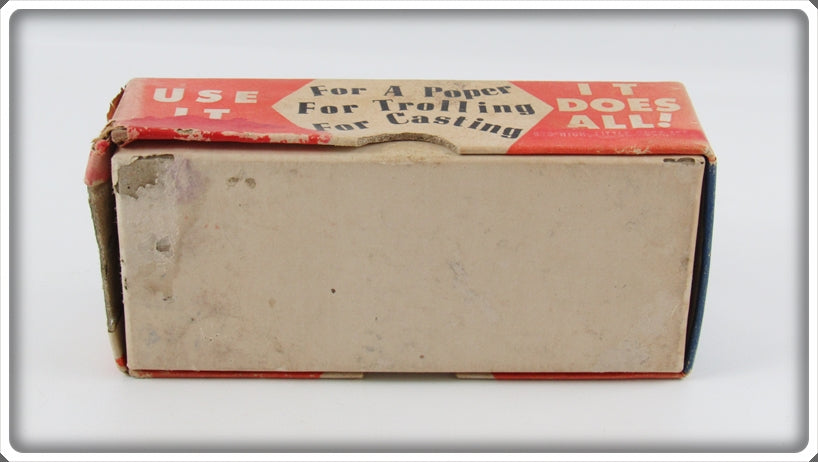 USE
IT
For A Poper
For Trolling
For Casting
IT
DOES
ALL!